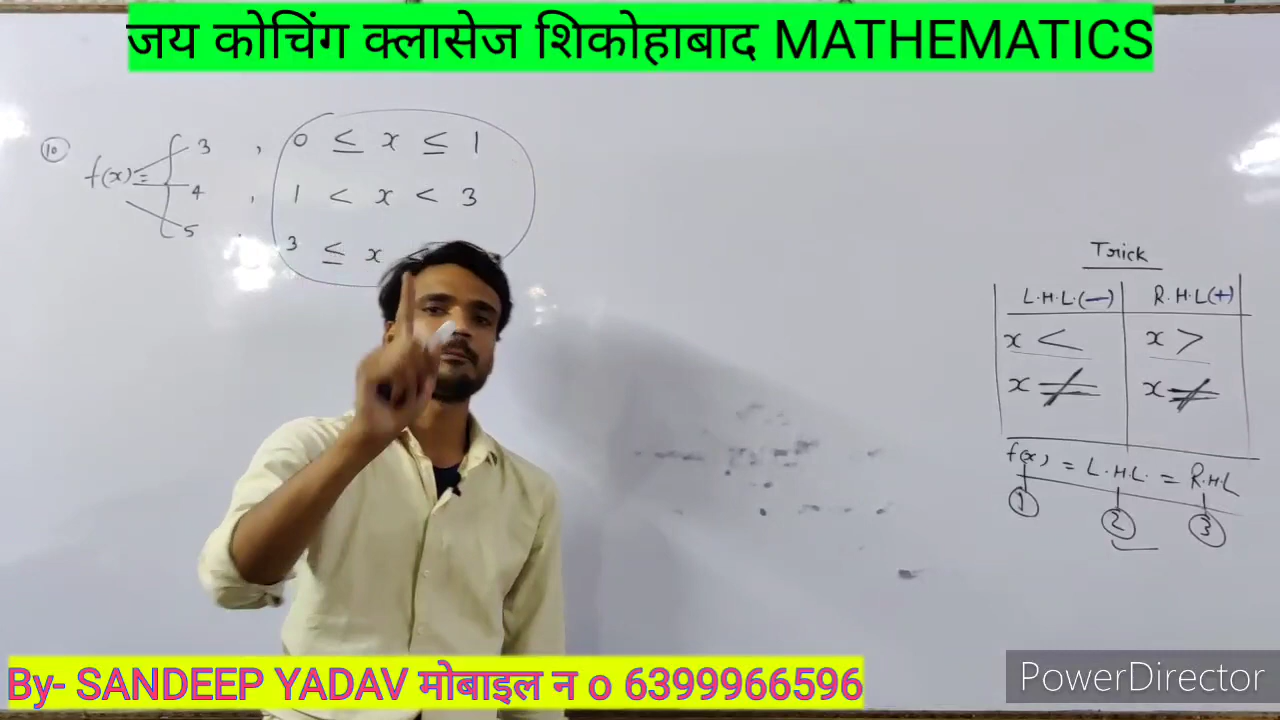 जय कोचिंग क्लासेज शिकोहाबाद MATHEMATICS
10 f(x) = { 3 , 0 ≤ x ≤ 1
4 , 1 < x < 3
5 , 3 ≤ x ≤
Trick
L.H.L.(−) R.H.L(+)
x < x >
x ≠ x ≠
f(x) = L.H.L. = R.H.L
1 2 3
By- SANDEEP YADAV मोबाइल न o 6399966596
PowerDirector